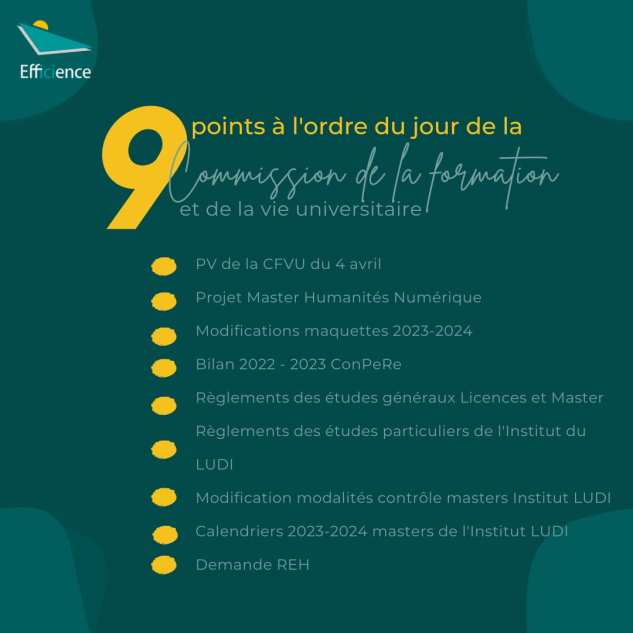 Efficience
9 points à l'ordre du jour de la
Commission de la formation
et de la vie universitaire
PV de la CFVU du 4 avril
Projet Master Humanités Numérique
Modifications maquettes 2023-2024
Bilan 2022 - 2023 ConPeRe
Règlements des études généraux Licences et Master
Règlements des études particuliers de l'Institut du
LUDI
Modification modalités contrôle masters Institut LUDI
Calendriers 2023-2024 masters de l'Institut LUDI
Demande REH